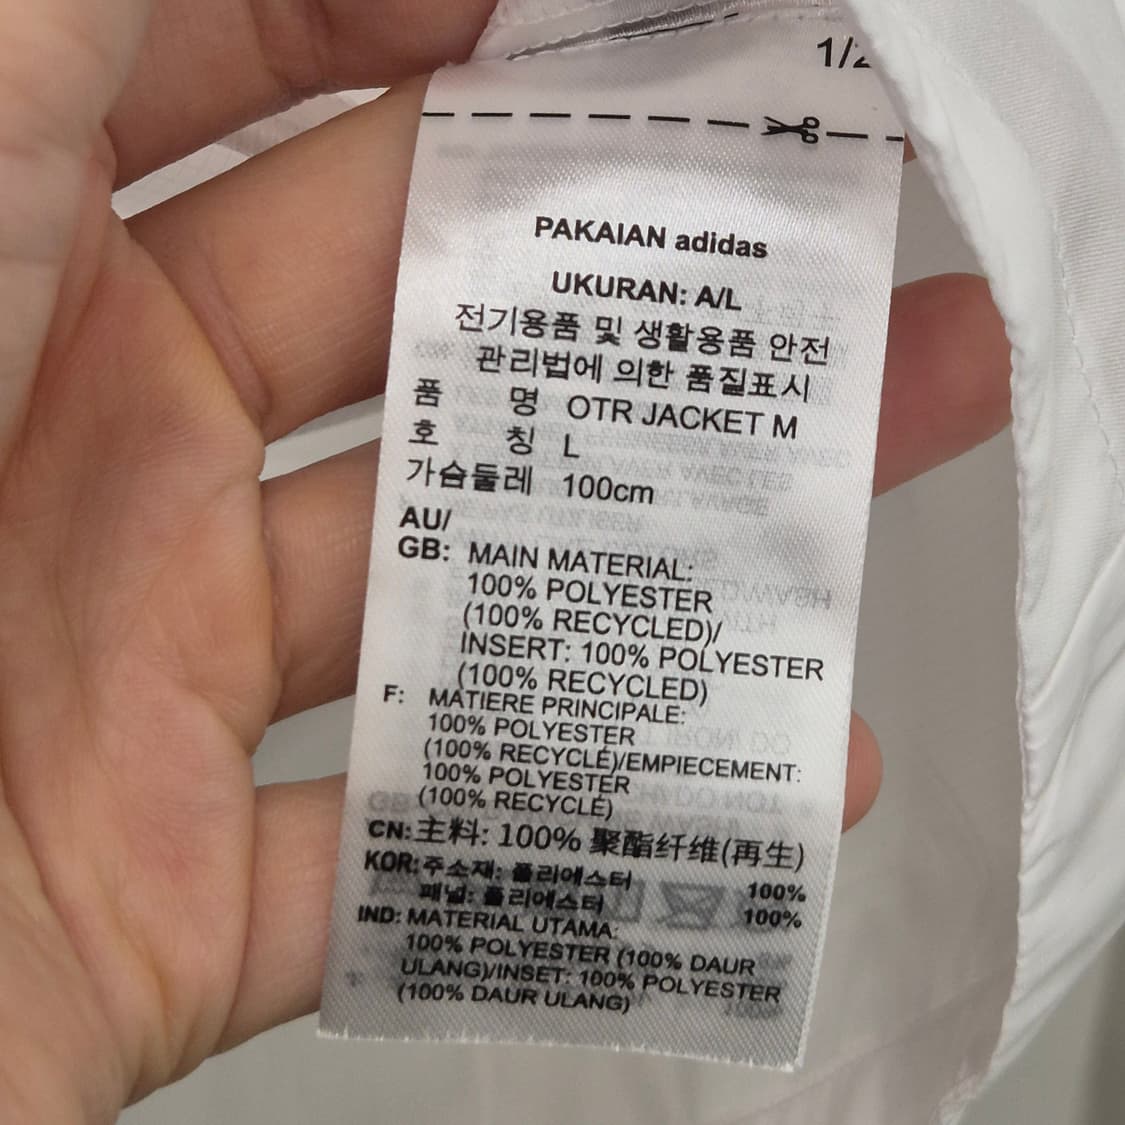 1/2
PAKAIAN adidas
UKURAN: A/L
전기용품 및 생활용품 안전
관리법에 의한 품질표시
품 명 OTR JACKET M
호 칭 L
가슴둘레 100cm
AU/
GB: MAIN MATERIAL:
100% POLYESTER
(100% RECYCLED)/
INSERT: 100% POLYESTER
(100% RECYCLED)
F: MATIERE PRINCIPALE:
100% POLYESTER
(100% RECYCLÉ)/EMPIECEMENT:
100% POLYESTER
(100% RECYCLÉ)
CN: 主料: 100% 聚酯纤维(再生)
KOR: 주소재: 폴리에스터 100%
패널: 폴리에스터 100%
IND: MATERIAL UTAMA:
100% POLYESTER (100% DAUR
ULANG)/INSET: 100% POLYESTER
(100% DAUR ULANG)